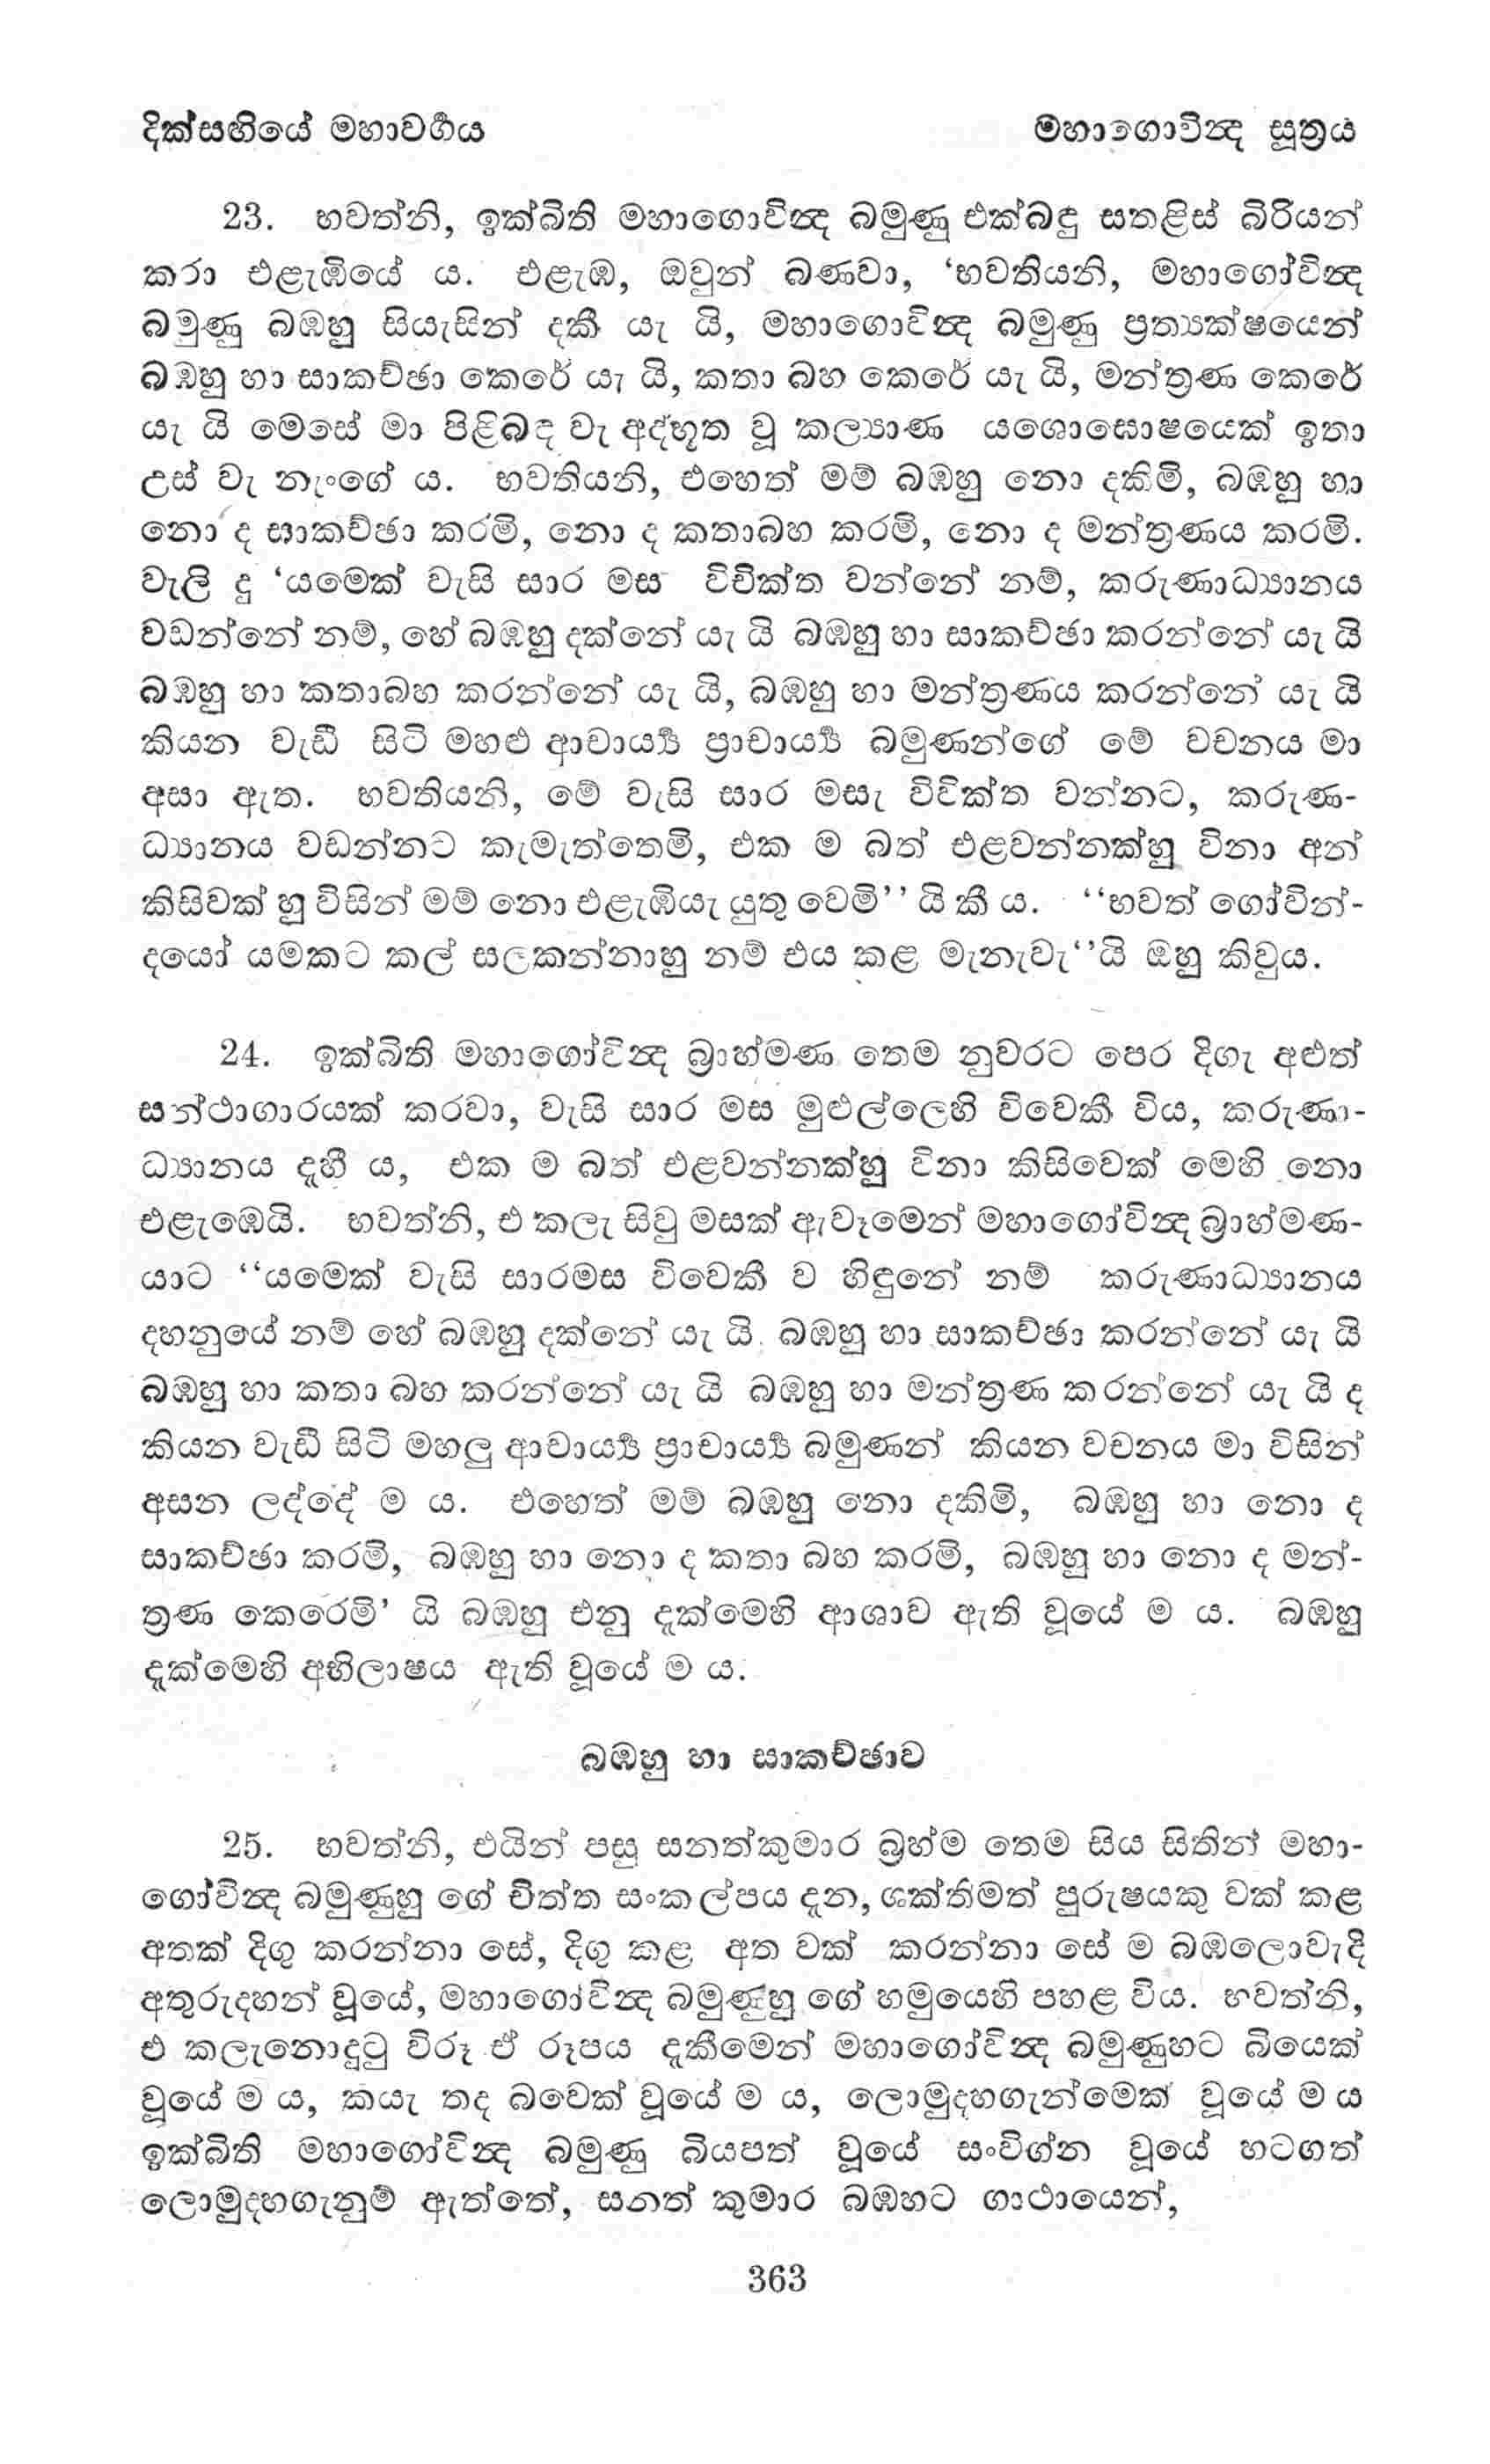 දික්සඟියේ මහාවර්‍ගය
මහාගොවින්‍ද සූත්‍රය
23. භවත්නි, ඉක්බිති මහාගොවින්‍ද බමුණු එක්බඳු සතළිස් බිරියන්
කරා එළැඹියේ ය. එළැඹ, ඔවුන් බණවා, ‘භවතියනි, මහාගෝවින්‍ද
බමුණු බඹහු සියැසින් දකී යැ යි, මහාගොවින්‍ද බමුණු ප්‍රත්‍යක්ෂයෙන්
බඹහු හා සාකච්ඡා කෙරේ යැ යි, කතා බහ කෙරේ යැ යි, මන්ත්‍රණ කෙරේ
යැ යි මෙසේ මා පිළිබඳ වැ අද්භූත වූ කල්‍යාණ යශොඝොෂයෙක් ඉතා
උස් වැ නැංගේ ය. භවතියනි, එහෙත් මම් බඹහු නො දකිමි, බඹහු හා
නො ද සාකච්ඡා කරමි, නො ද කතාබහ කරමි, නො ද මන්ත්‍රණය කරමි.
වැලි දු ‘යමෙක් වැසි සාර මස විචික්ත වන්නේ නම්, කරුණාධ්‍යානය
වඩන්නේ නම්, හේ බඹහු දක්නේ යැ යි බඹහු හා සාකච්ඡා කරන්නේ යැ යි
බඹහු හා කතාබහ කරන්නේ යැ යි, බඹහු හා මන්ත්‍රණය කරන්නේ යැ යි
කියන වැඩී සිටි මහළු ආචාර්‍ය්‍ය ප්‍රාචාර්‍ය්‍ය බමුණන්ගේ මේ වචනය මා
අසා ඇත. භවතියනි, මේ වැසි සාර මසැ විවික්ත වන්නට, කරුණ-
ධ්‍යානය වඩන්නට කැමැත්තෙමි, එක ම බත් එළවන්නක්හු විනා අන්
කිසිවක් හු විසින් මම් නො එළැඹියැ යුතු වෙමි’’ යි කී ය. ‘‘භවත් ගෝවින්-
දයෝ යමකට කල් සලකන්නාහු නම් එය කළ මැනැවැ‘’යි ඔහු කිවුය.
24. ඉක්බිති මහාගෝවින්‍ද බ්‍රාහ්මණ තෙම නුවරට පෙර දිගැ අළුත්
සන්ථාගාරයක් කරවා, වැසි සාර මස මුළුල්ලෙහි විවෙකී විය, කරුණා-
ධ්‍යානය දැහී ය, එක ම බත් එළවන්නක්හු විනා කිසිවෙක් මෙහි නො
එළැඹෙයි. භවත්නි, එ කලැ සිවු මසක් ඇවෑමෙන් මහාගෝවින්‍ද බ්‍රාහ්මණ-
යාට ‘‘යමෙක් වැසි සාරමස විවෙකී ව හිඳුනේ නම් කරුණාධ්‍යානය
දහනුයේ නම් හේ බඹහු දක්නේ යැ යි. බඹහු හා සාකච්ඡා කරන්නේ යැ යි
බඹහු හා කතා බහ කරන්නේ යැ යි බඹහු හා මන්ත්‍රණ කරන්නේ යැ යි ද
කියන වැඩී සිටි මහලු ආචාර්‍ය්‍ය ප්‍රාචාර්‍ය්‍ය බමුණන් කියන වචනය මා විසින්
අසන ලද්දේ ම ය. එහෙත් මම් බඹහු නො දකිමි, බඹහු හා නො ද
සාකච්ඡා කරමි, බඹහු හා නො ද කතා බහ කරමි, බඹහු හා නො ද මන්-
ත්‍රණ කෙරෙමි’ යි බඹහු එනු දැක්මෙහි ආශාව ඇති වූයේ ම ය. බඹහු
දැක්මෙහි අභිලාෂය ඇති වූයේ ම ය.
බඹහු හා සාකච්ඡාව
25. භවත්නි, එයින් පසු සනත්කුමාර බ්‍රහ්ම තෙම සිය සිතින් මහා-
ගෝවින්‍ද බමුණුහු ගේ චිත්ත සංකල්පය දැන, ශක්තිමත් පුරුෂයකු වක් කළ
අතක් දිගු කරන්නා සේ, දිගු කළ අත වක් කරන්නා සේ ම බඹලොවැදී
අතුරුදහන් වූයේ, මහාගෝවින්‍ද බමුණුහු ගේ හමුයෙහි පහළ විය. භවත්නි,
එ කලැනොදුටු විරූ ඒ රූපය දැකීමෙන් මහාගෝවින්‍ද බමුණුහට බියෙක්
වූයේ ම ය, කයැ තද බවෙක් වූයේ ම ය, ලොමුදහගැන්මෙක් වූයේ ම ය
ඉක්බිති මහාගෝවින්‍ද බමුණු බියපත් වූයේ සංවිග්න වූයේ හටගත්
ලොමුදහගැනුම් ඇත්තේ, සනත් කුමාර බඹහට ගාථායෙන්,
363